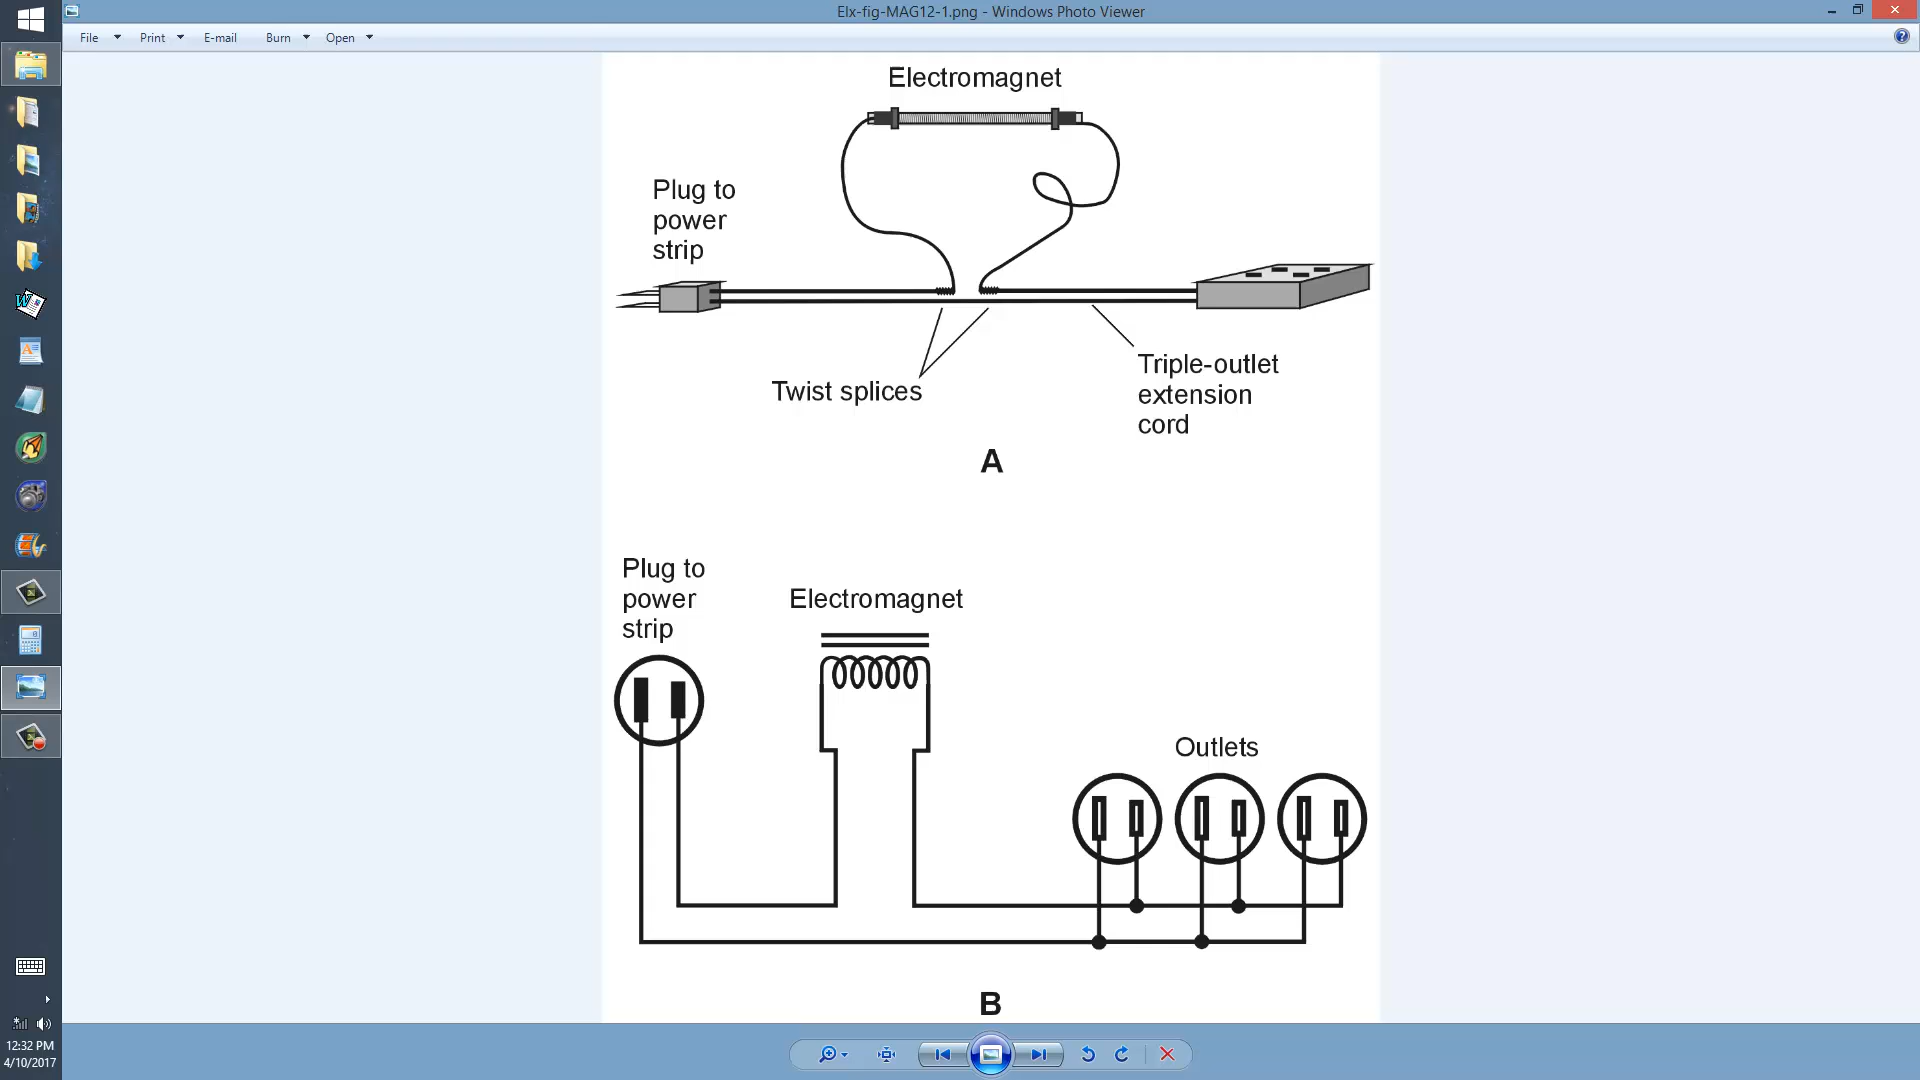 Elx-fig-MAG12-1.png - Windows Photo Viewer
File Print E-mail Burn Open
Electromagnet
Plug to
power
strip
Twist splices
Triple-outlet
extension
cord
A
Plug to
power
strip
Electromagnet
Outlets
B
12:32 PM
4/10/2017